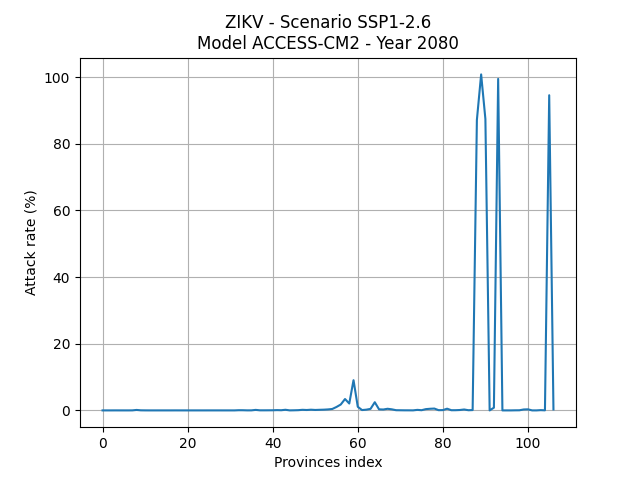 ZIKV - Scenario SSP1-2.6
Model ACCESS-CM2 - Year 2080
100
80
60
40
20
0
Attack rate (%)
0 20 40 60 80 100
Provinces index